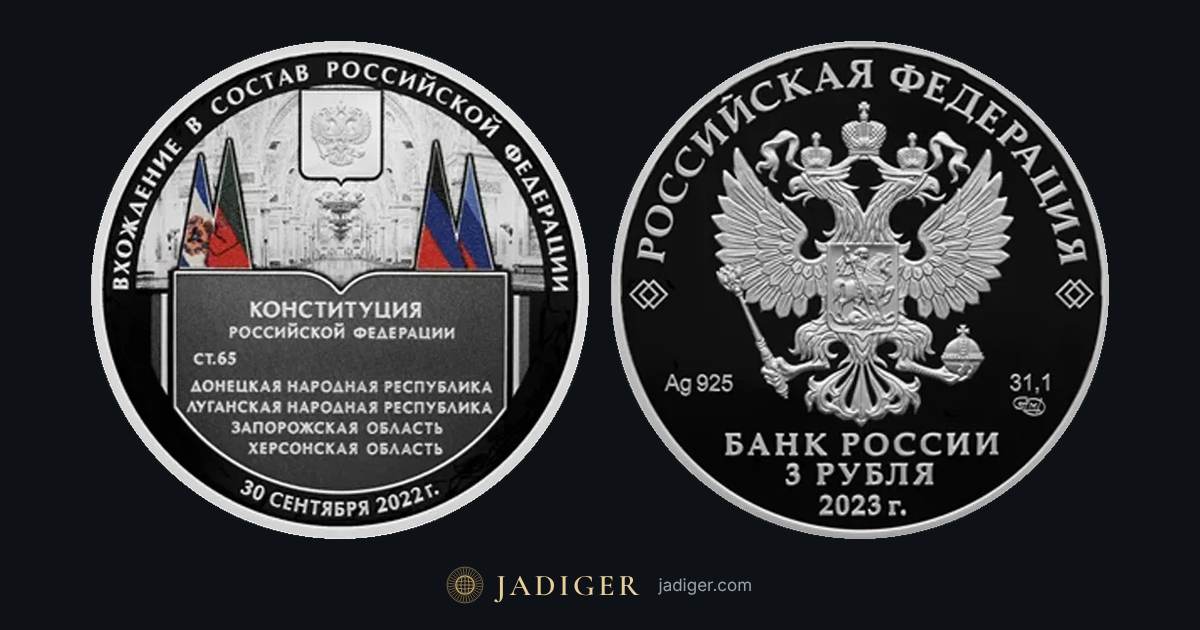 ВХОЖДЕНИЕ В СОСТАВ РОССИЙСКОЙ ФЕДЕРАЦИИ
КОНСТИТУЦИЯ
РОССИЙСКОЙ ФЕДЕРАЦИИ
СТ.65
ДОНЕЦКАЯ НАРОДНАЯ РЕСПУБЛИКА
ЛУГАНСКАЯ НАРОДНАЯ РЕСПУБЛИКА
ЗАПОРОЖСКАЯ ОБЛАСТЬ
ХЕРСОНСКАЯ ОБЛАСТЬ
30 СЕНТЯБРЯ 2022 г.
РОССИЙСКАЯ ФЕДЕРАЦИЯ
Ag 925
31,1
БАНК РОССИИ
3 РУБЛЯ
2023 г.
JADIGER jadiger.com